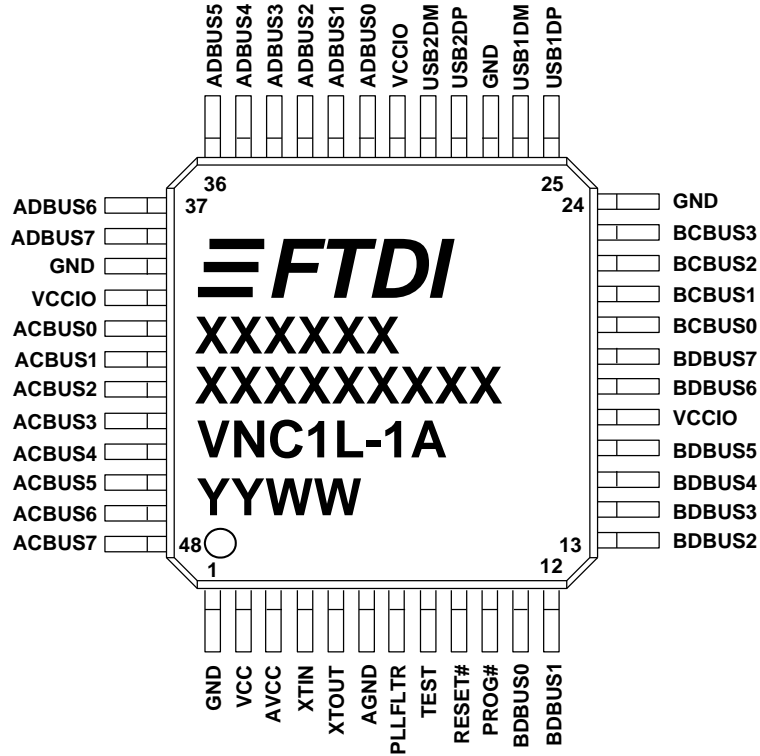 ADBUS5
ADBUS4
ADBUS3
ADBUS2
ADBUS1
ADBUS0
VCCIO
USB2DM
USB2DP
GND
USB1DM
USB1DP
36
25
37
24
ADBUS6
ADBUS7
GND
VCCIO
ACBUS0
ACBUS1
ACBUS2
ACBUS3
ACBUS4
ACBUS5
ACBUS6
ACBUS7
FTDI
XXXXXX
XXXXXXXXX
VNC1L-1A
YYWW
GND
BCBUS3
BCBUS2
BCBUS1
BCBUS0
BDBUS7
BDBUS6
VCCIO
BDBUS5
BDBUS4
BDBUS3
BDBUS2
48
13
1
12
GND
VCC
AVCC
XTIN
XTOUT
AGND
PLLFLTR
TEST
RESET#
PROG#
BDBUS0
BDBUS1